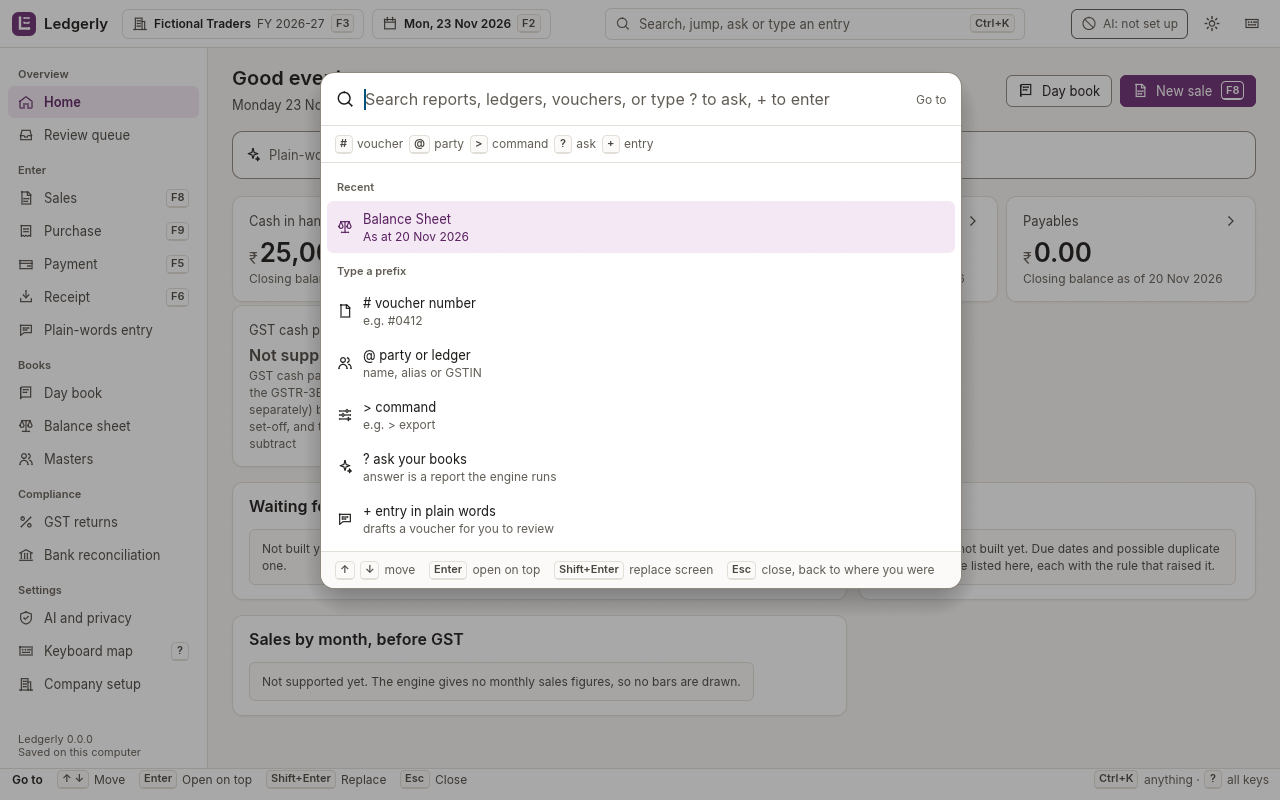 Ledgerly
Fictional Traders FY 2026-27 F3
Mon, 23 Nov 2026 F2
Search, jump, ask or type an entry Ctrl+K
AI: not set up
Overview
Home
Review queue
Enter
Sales F8
Purchase F9
Payment F5
Receipt F6
Plain-words entry
Books
Day book
Balance sheet
Masters
Compliance
GST returns
Bank reconciliation
Settings
AI and privacy
Keyboard map ?
Company setup
Ledgerly 0.0.0
Saved on this computer
Good
Monday 23
Day book
New sale F8
Search reports, ledgers, vouchers, or type ? to ask, + to enter
Go to
# voucher @ party > command ? ask + entry
Recent
Balance Sheet
As at 20 Nov 2026
Type a prefix
# voucher number
e.g. #0412
@ party or ledger
name, alias or GSTIN
> command
e.g. > export
? ask your books
answer is a report the engine runs
+ entry in plain words
drafts a voucher for you to review
↑ ↓ move Enter open on top Shift+Enter replace screen Esc close, back to where you were
Cash in
₹25,0
Closing
Payables
₹0.00
Closing balance as of 20 Nov 2026
GST cash
Not
GST cash
the
separately)
set-off, and
subtract
Waiting
Not built
one.
not built yet. Due dates and possible duplicate
listed here, each with the rule that raised it.
Sales by month, before GST
Not supported yet. The engine gives no monthly sales figures, so no bars are drawn.
Go to ↑↓ Move Enter Open on top Shift+Enter Replace Esc Close
Ctrl+K anything · ? all keys